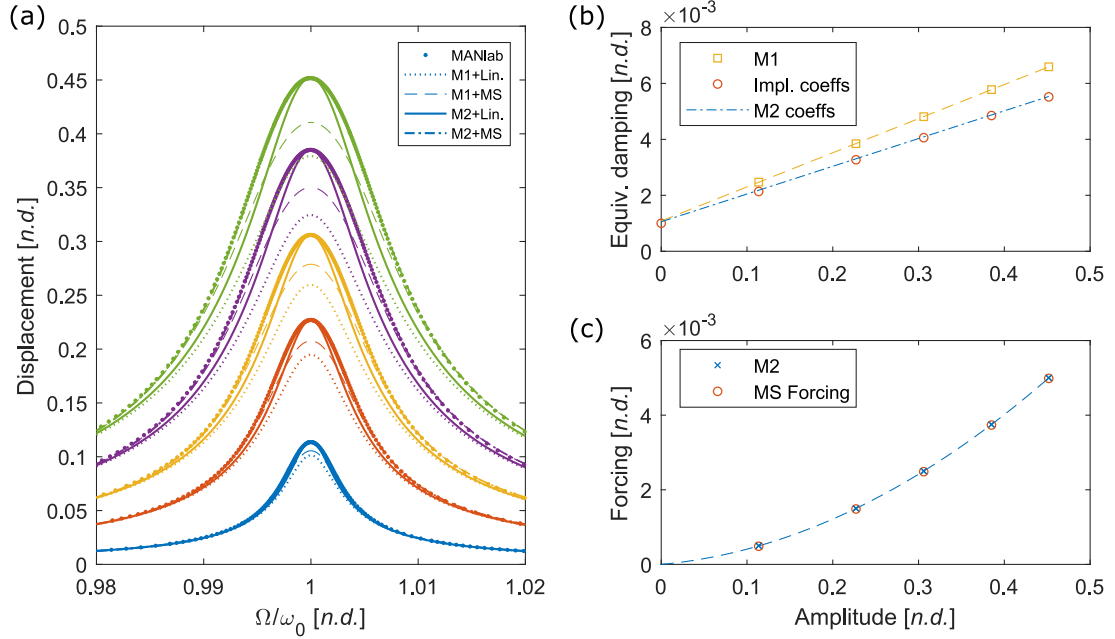 (a)
0.5
0.45
0.4
0.35
0.3
0.25
0.2
0.15
0.1
0.05
0
Displacement [n.d.]
MANlab
M1+Lin.
M1+MS
M2+Lin.
M2+MS
0.98
0.99
1
1.01
1.02
Ω/ω0 [n.d.]
(b)
×10-3
8
6
4
2
0
Equiv. damping [n.d.]
M1
Impl. coeffs
M2 coeffs
0
0.1
0.2
0.3
0.4
0.5
(c)
×10-3
6
4
2
0
Forcing [n.d.]
M2
MS Forcing
0
0.1
0.2
0.3
0.4
0.5
Amplitude [n.d.]